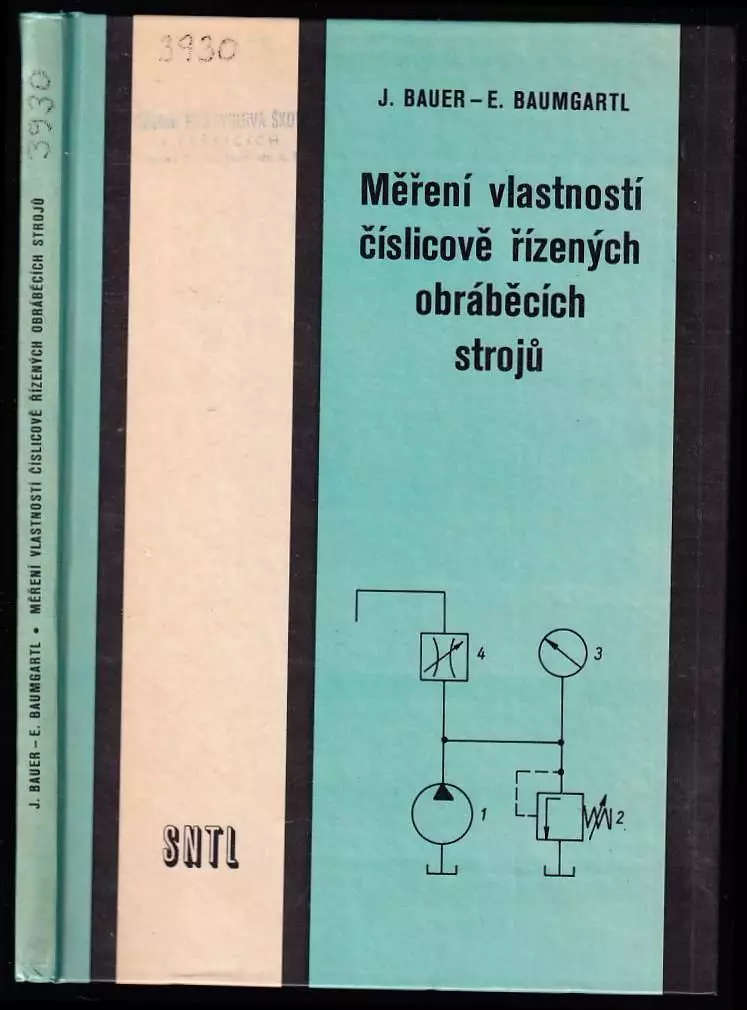 J. BAUER – E. BAUMGARTL • MĚŘENÍ VLASTNOSTÍ ČÍSLICOVĚ ŘÍZENÝCH OBRÁBĚCÍCH STROJŮ
3930
3930
J. BAUER – E. BAUMGARTL
Měření vlastností
číslicově řízených
obráběcích
strojů
4
3
1
2
SNTL